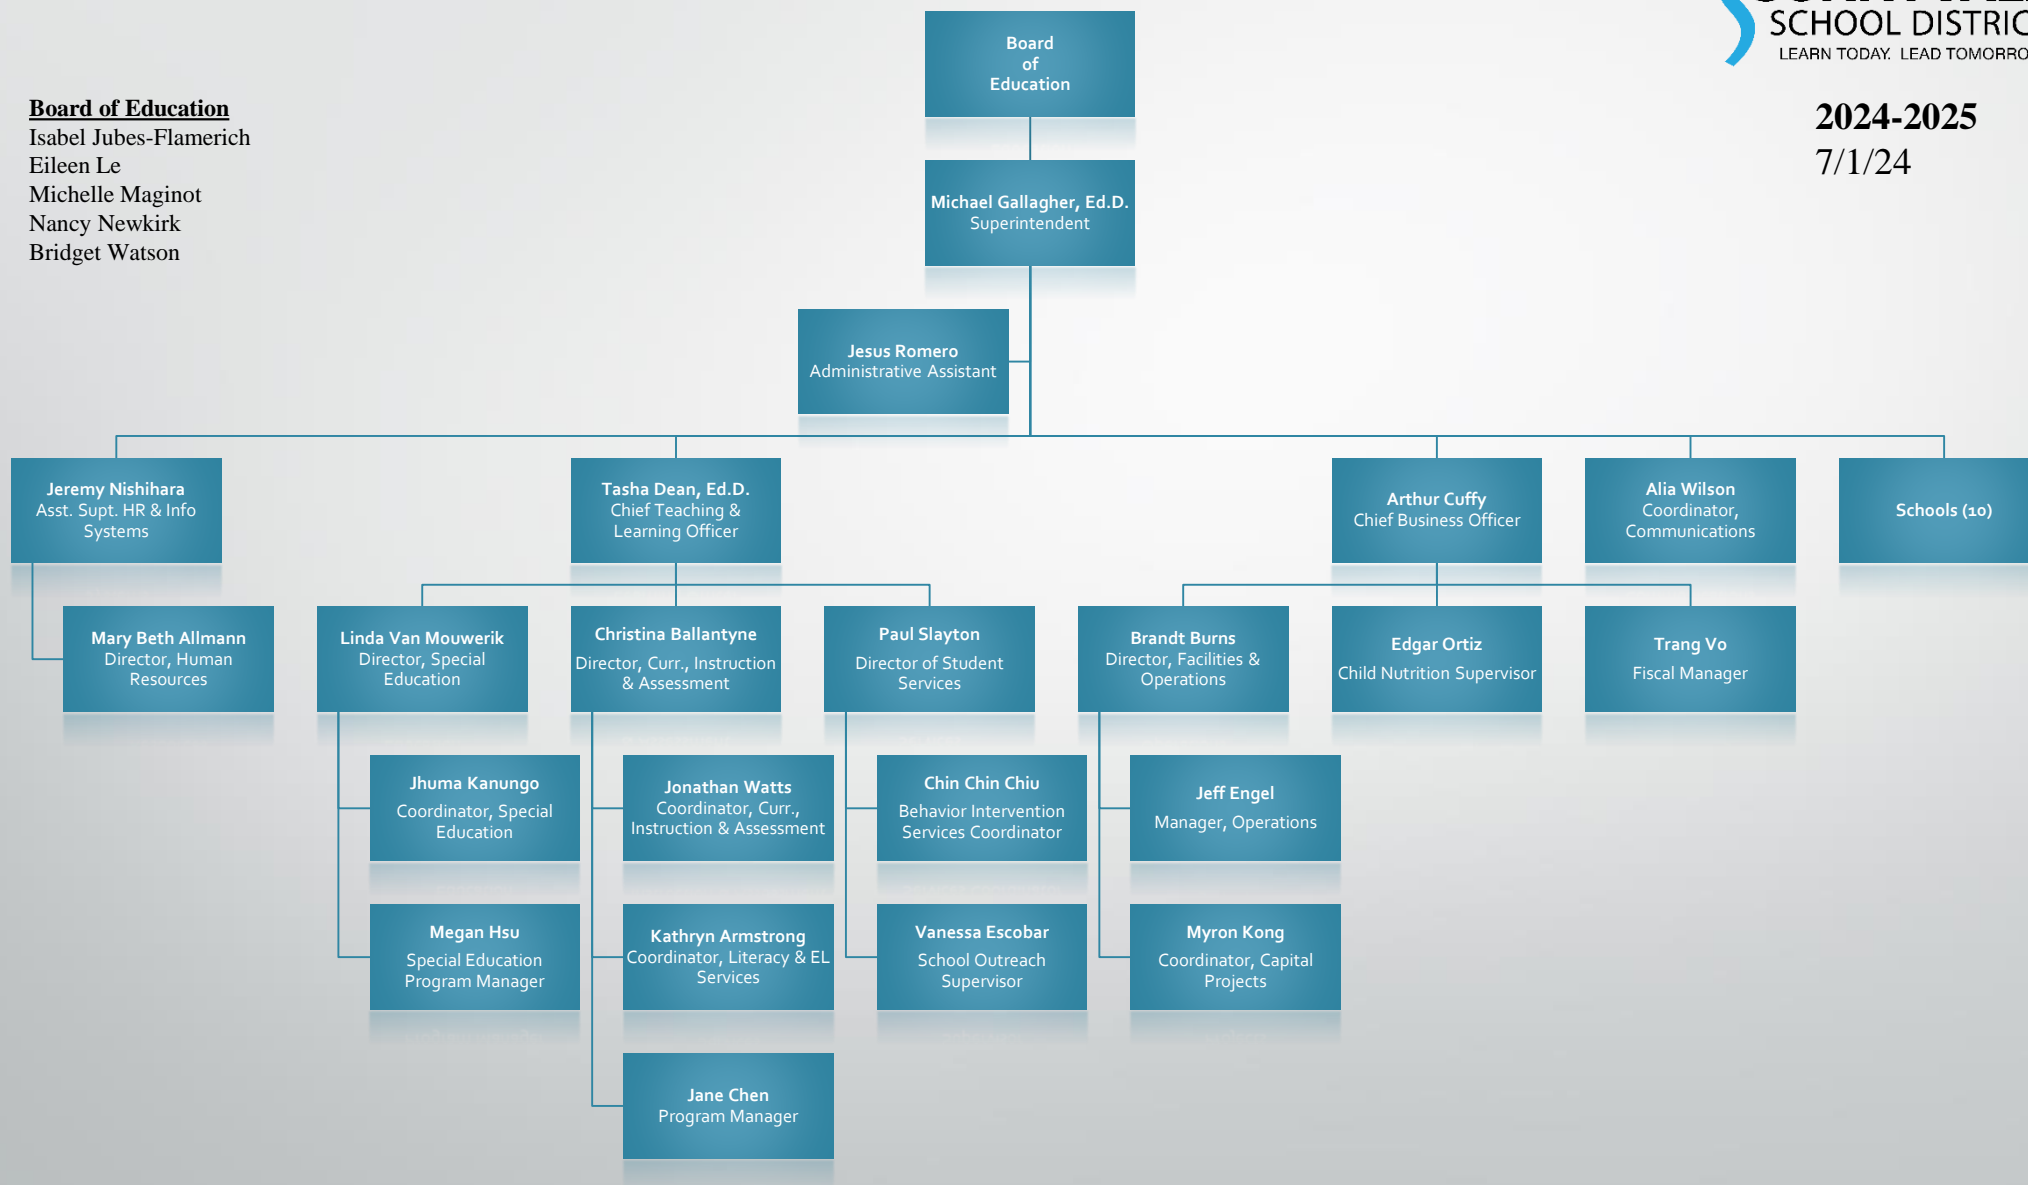 SCHOOL DISTRIC
LEARN TODAY. LEAD TOMORRO
2024-2025
7/1/24
Board of Education
Isabel Jubes-Flamerich
Eileen Le
Michelle Maginot
Nancy Newkirk
Bridget Watson
Board
of
Education
Michael Gallagher, Ed.D.
Superintendent
Jesus Romero
Administrative Assistant
Jeremy Nishihara
Asst. Supt. HR & Info
Systems
Tasha Dean, Ed.D.
Chief Teaching &
Learning Officer
Arthur Cuffy
Chief Business Officer
Alia Wilson
Coordinator,
Communications
Schools (10)
Mary Beth Allmann
Director, Human
Resources
Linda Van Mouwerik
Director, Special
Education
Christina Ballantyne
Director, Curr., Instruction
& Assessment
Paul Slayton
Director of Student
Services
Brandt Burns
Director, Facilities &
Operations
Edgar Ortiz
Child Nutrition Supervisor
Trang Vo
Fiscal Manager
Jhuma Kanungo
Coordinator, Special
Education
Jonathan Watts
Coordinator, Curr.,
Instruction & Assessment
Chin Chin Chiu
Behavior Intervention
Services Coordinator
Jeff Engel
Manager, Operations
Megan Hsu
Special Education
Program Manager
Kathryn Armstrong
Coordinator, Literacy & EL
Services
Vanessa Escobar
School Outreach
Supervisor
Myron Kong
Coordinator, Capital
Projects
Jane Chen
Program Manager